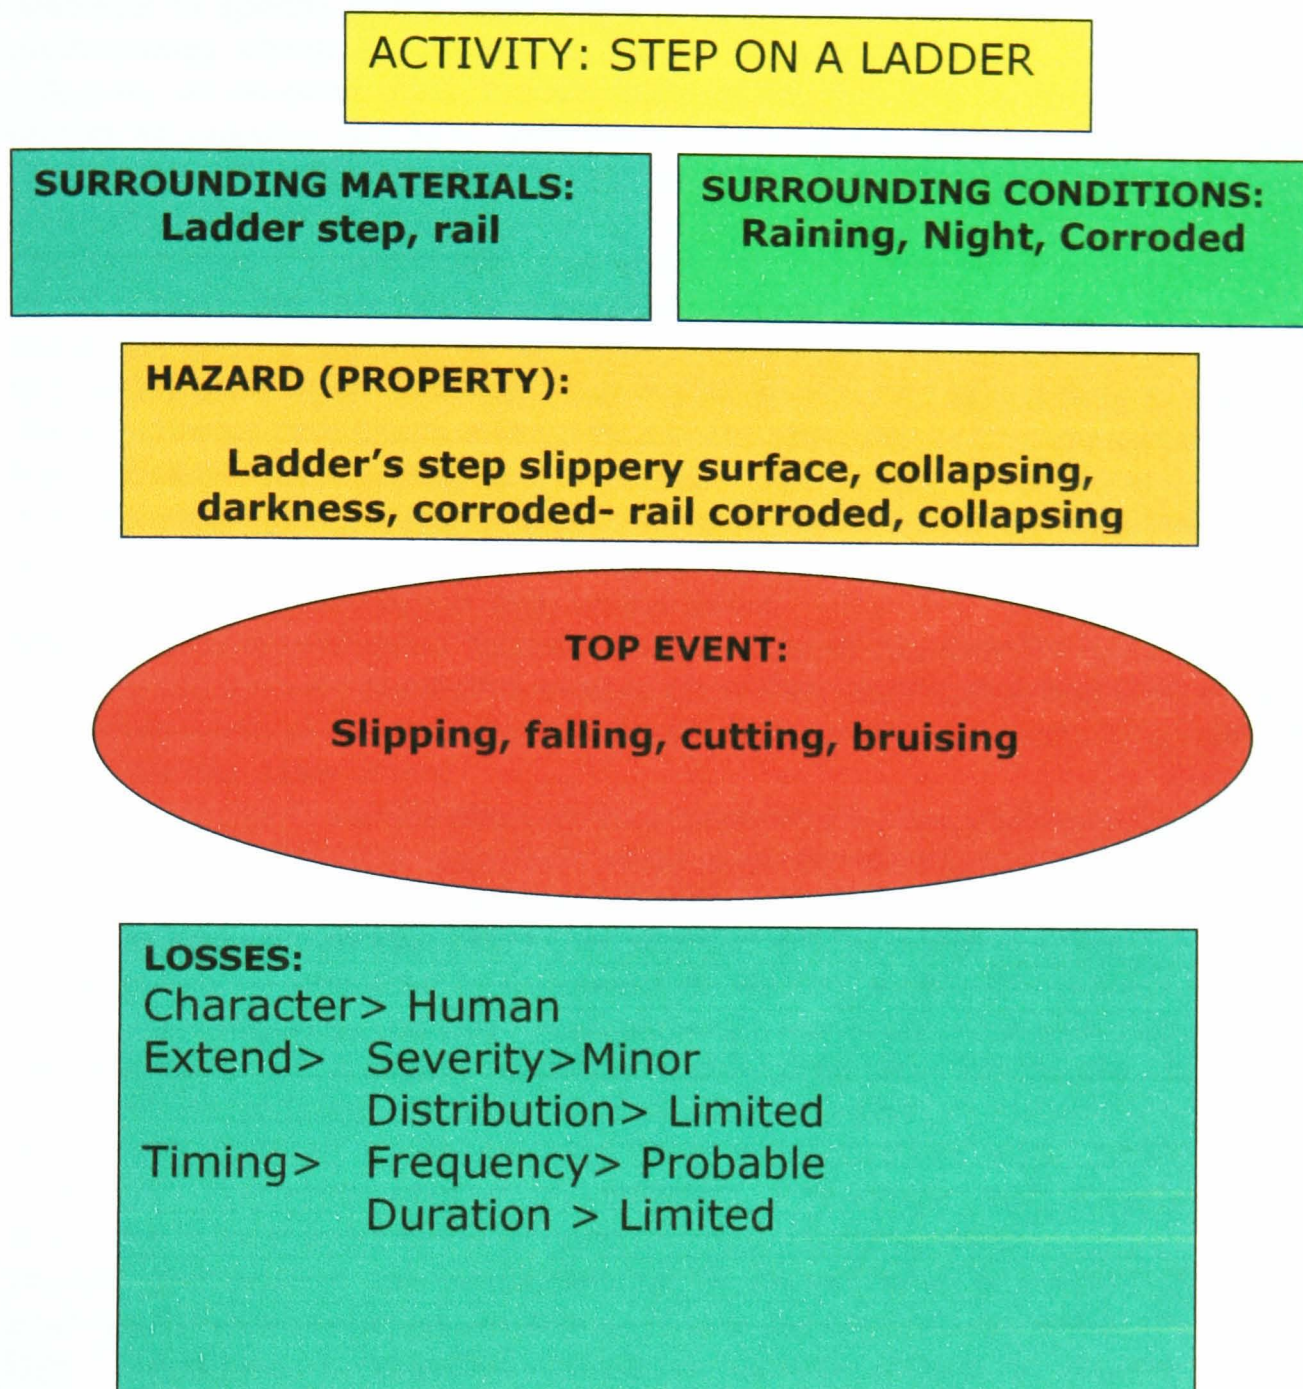 ACTIVITY: STEP ON A LADDER
SURROUNDING MATERIALS:
Ladder step, rail
SURROUNDING CONDITIONS:
Raining, Night, Corroded
HAZARD (PROPERTY):
Ladder's step slippery surface, collapsing,
darkness, corroded- rail corroded, collapsing
TOP EVENT:
Slipping, falling, cutting, bruising
LOSSES:
Character> Human
Extend> Severity>Minor
Distribution> Limited
Timing> Frequency> Probable
Duration > Limited